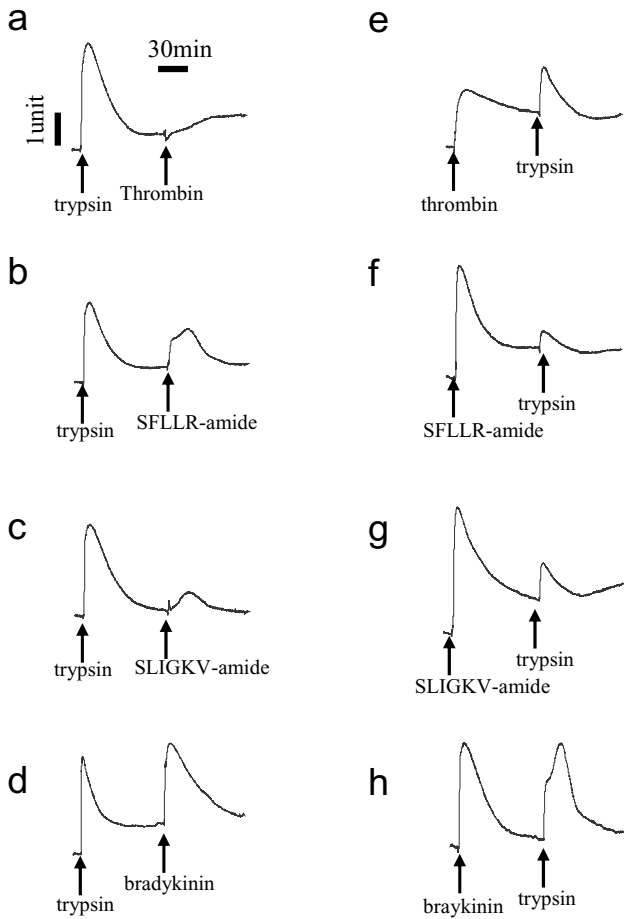 a
30min
1unit
trypsin
Thrombin
b
trypsin
SFLLR-amide
c
trypsin
SLIGKV-amide
d
trypsin
bradykinin
e
thrombin
trypsin
f
SFLLR-amide
trypsin
g
SLIGKV-amide
trypsin
h
braykinin
trypsin